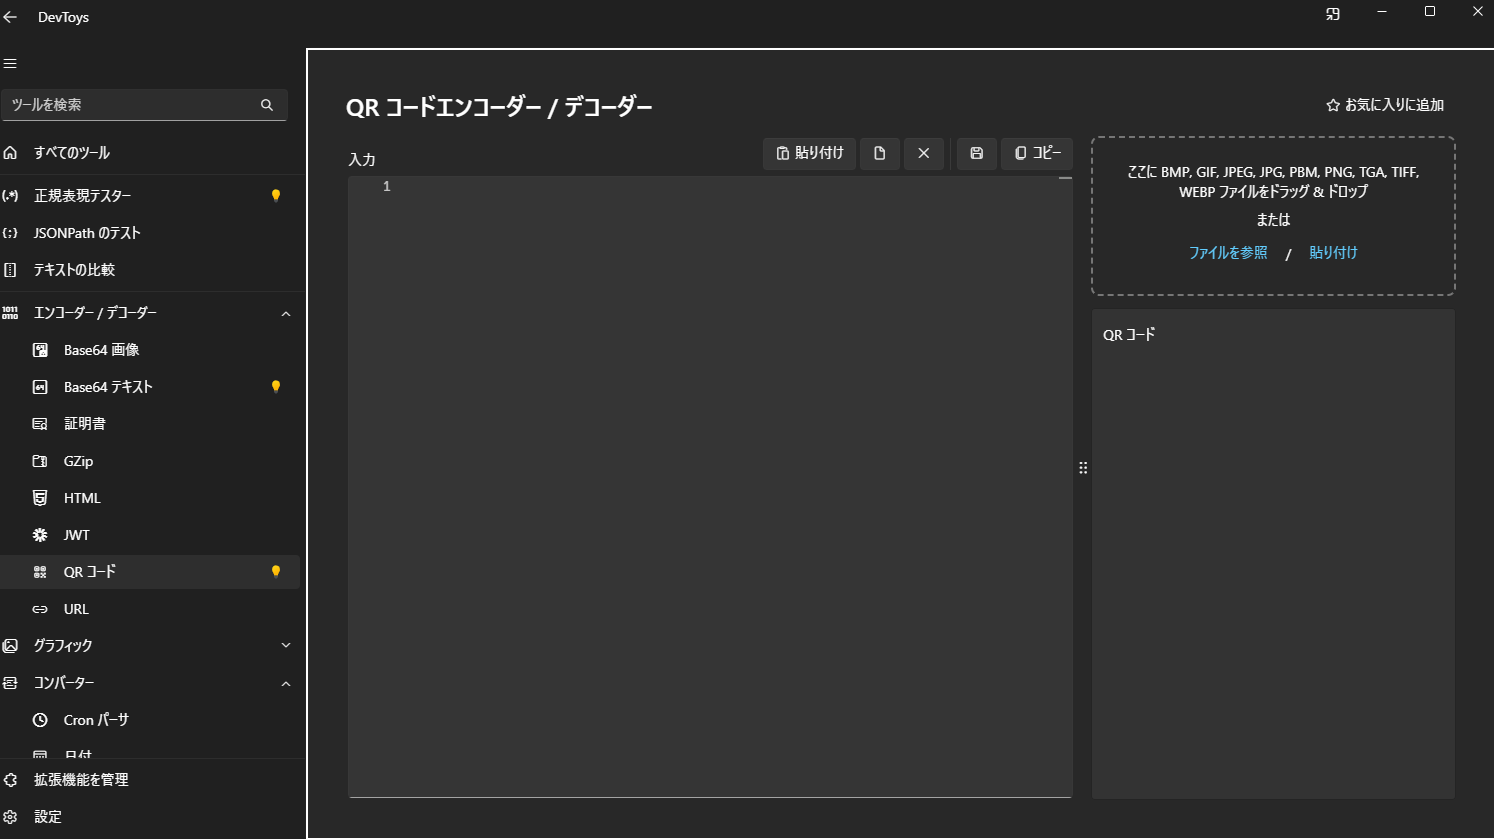 DevToys
ツールを検索
すべてのツール
正規表現テスター
JSONPath のテスト
テキストの比較
エンコーダー / デコーダー
Base64 画像
Base64 テキスト
証明書
GZip
HTML
JWT
QR コード
URL
グラフィック
コンバーター
Cron パーサ
日付
拡張機能を管理
設定
QR コードエンコーダー / デコーダー
お気に入りに追加
入力
貼り付け
コピー
1
ここに BMP, GIF, JPEG, JPG, PBM, PNG, TGA, TIFF,
WEBP ファイルをドラッグ & ドロップ
または
ファイルを参照 / 貼り付け
QR コード